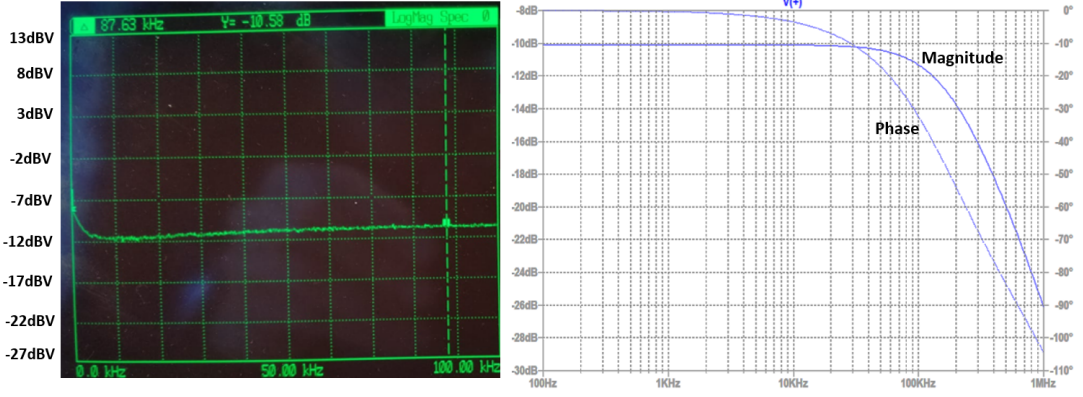 △ 87.63 kHz Y= -10.58 dB LogMag Spec 0
13dBV
8dBV
3dBV
-2dBV
-7dBV
-12dBV
-17dBV
-22dBV
-27dBV
0.0 kHz 50.00 kHz 100.00 kHz
V(+)
-8dB
-10dB
-12dB
-14dB
-16dB
-18dB
-20dB
-22dB
-24dB
-26dB
-28dB
-30dB
Magnitude
Phase
0°
-10°
-20°
-30°
-40°
-50°
-60°
-70°
-80°
-90°
-100°
-110°
100Hz 1KHz 10KHz 100KHz 1MHz